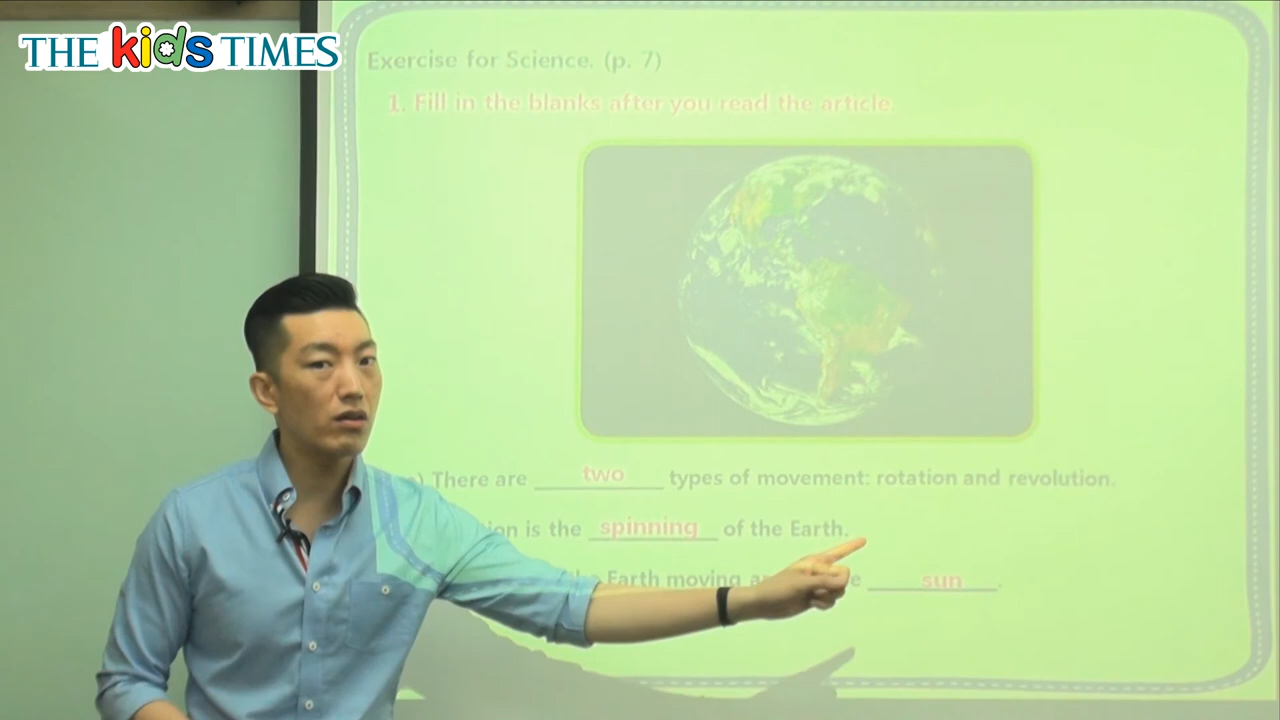 THE kids TIMES
Exercise for Science. (p. 7)
1. Fill in the blanks after you read the article.
) There are two types of movement: rotation and revolution.
is the spinning of the Earth.
Earth moving sun.